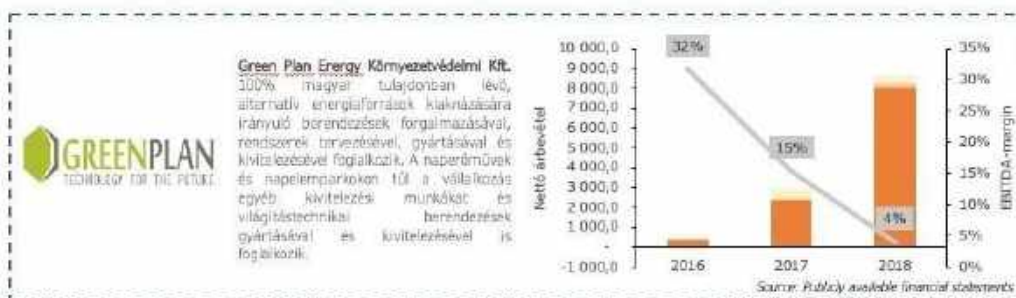 GREENPLAN
TECHNOLOGY FOR THE FUTURE
Green Plan Energy Környezetvédelmi Kft.
100% magyar tulajdonban lévő,
alternatív energiaforrások kiaknázására
irányuló berendezések forgalmazásával,
rendszerek tervezésével, gyártásával és
kivitelezésével foglalkozik. A naperőművek
és napelemparkokon túl a vállalkozás
egyéb kivitelezési munkákat és
világítástechnikai berendezések
gyártásával és kivitelezésével is
foglalkozik.
Nettó árbevétel
10 000,0
9 000,0
8 000,0
7 000,0
6 000,0
5 000,0
4 000,0
3 000,0
2 000,0
1 000,0
-
-1 000,0
32%
15%
4%
2016
2017
2018
35%
30%
25%
20%
15%
10%
5%
0%
EBITDA-margin
Source: Publicly available financial statements